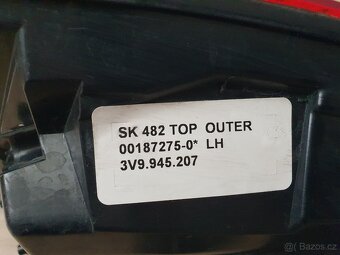 SK 482 TOP OUTER
00187275-0* LH
3V9.945.207
Bazos.cz